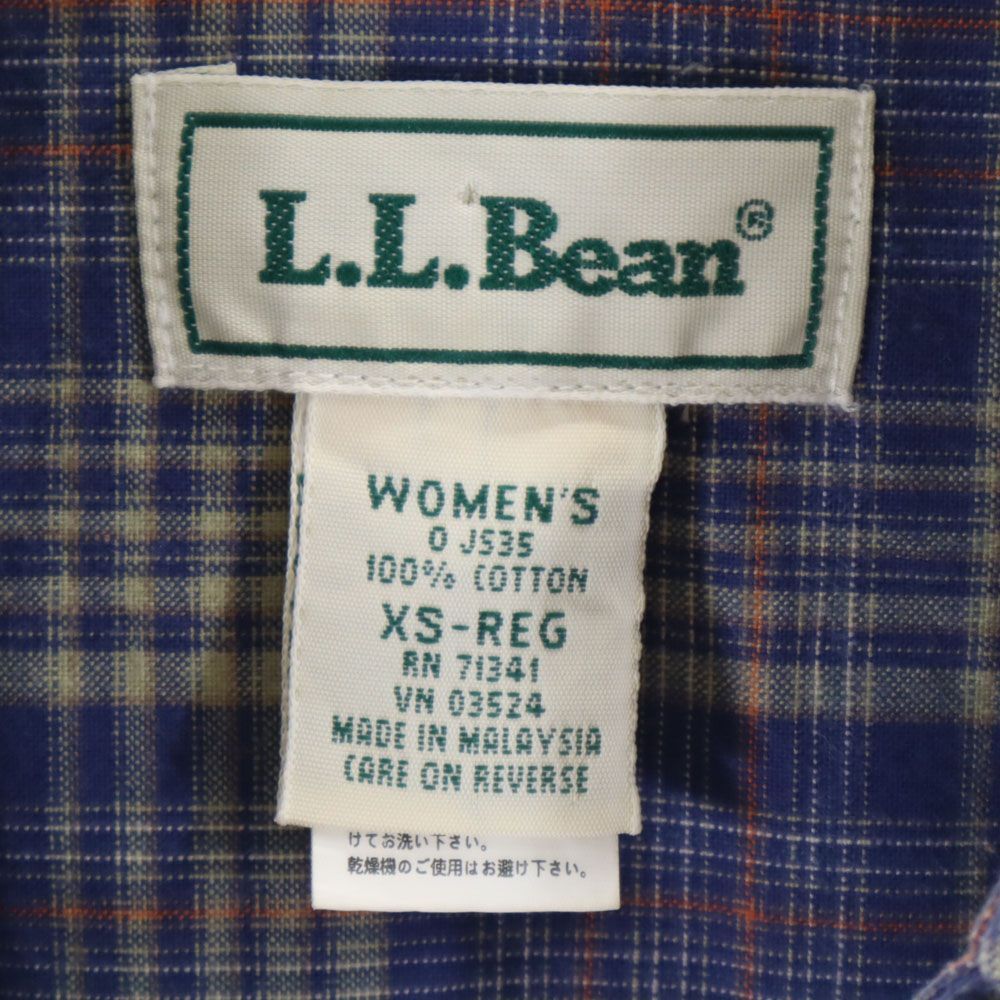 L.L.Bean®
WOMEN'S
0 JS35
100% COTTON
XS-REG
RN 71341
VN 03524
MADE IN MALAYSIA
CARE ON REVERSE
けてお洗い下さい。
乾燥機のご使用はお避け下さい。